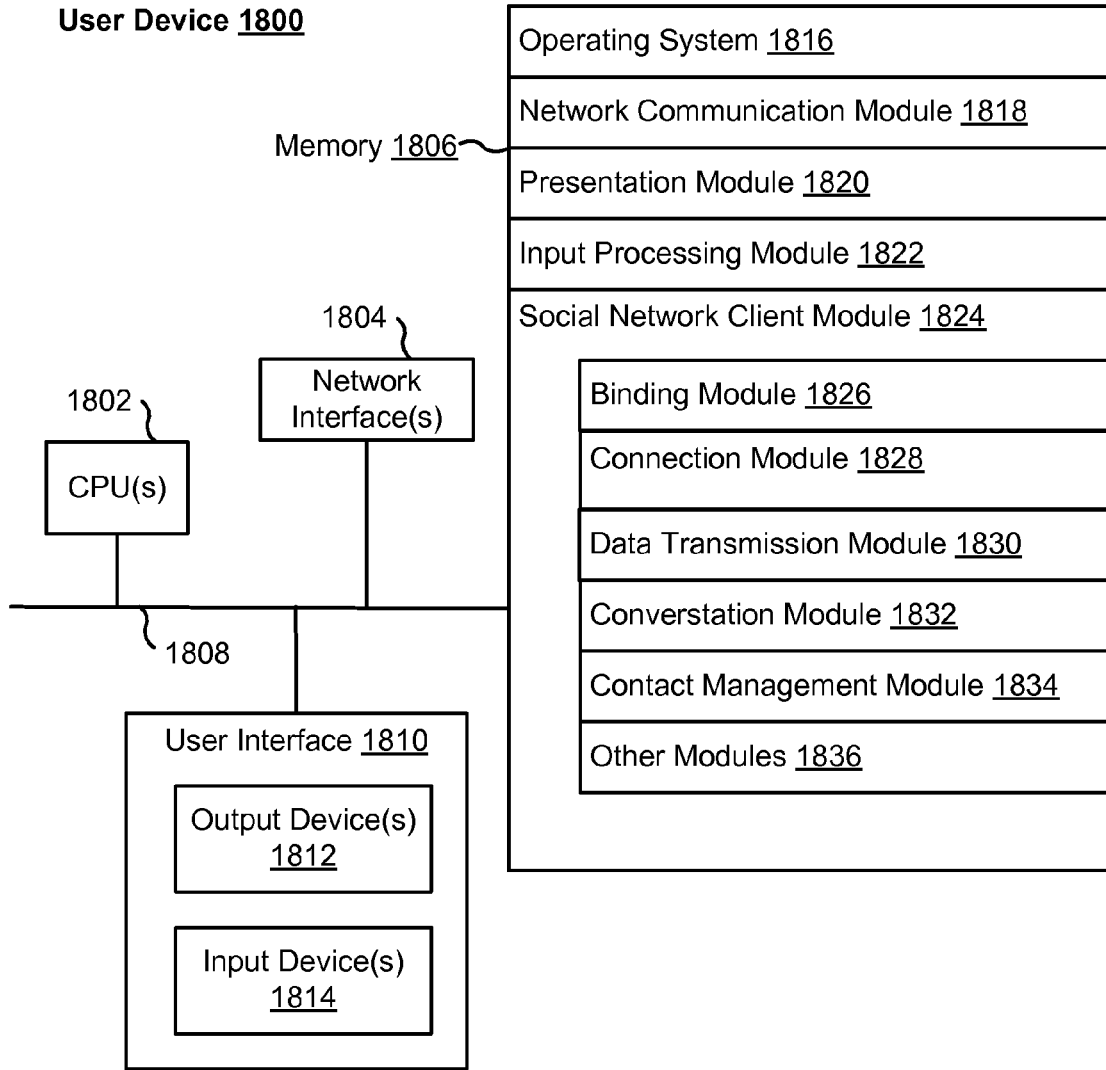 User Device 1800
Operating System 1816
Network Communication Module 1818
Memory 1806
Presentation Module 1820
Input Processing Module 1822
Social Network Client Module 1824
1804
Network
Interface(s)
1802
CPU(s)
Binding Module 1826
Connection Module 1828
Data Transmission Module 1830
Converstation Module 1832
Contact Management Module 1834
Other Modules 1836
1808
User Interface 1810
Output Device(s)
1812
Input Device(s)
1814